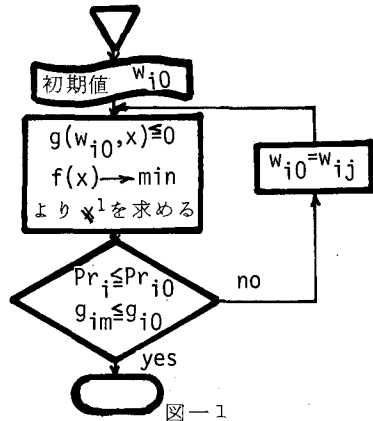 初期値 w_i0
g(w_i0,x)≦0
f(x)→min
より x^1を求める
w_i0=w_ij
Pr_i≦Pr_i0
g_im≦g_i0
no
yes
図-1